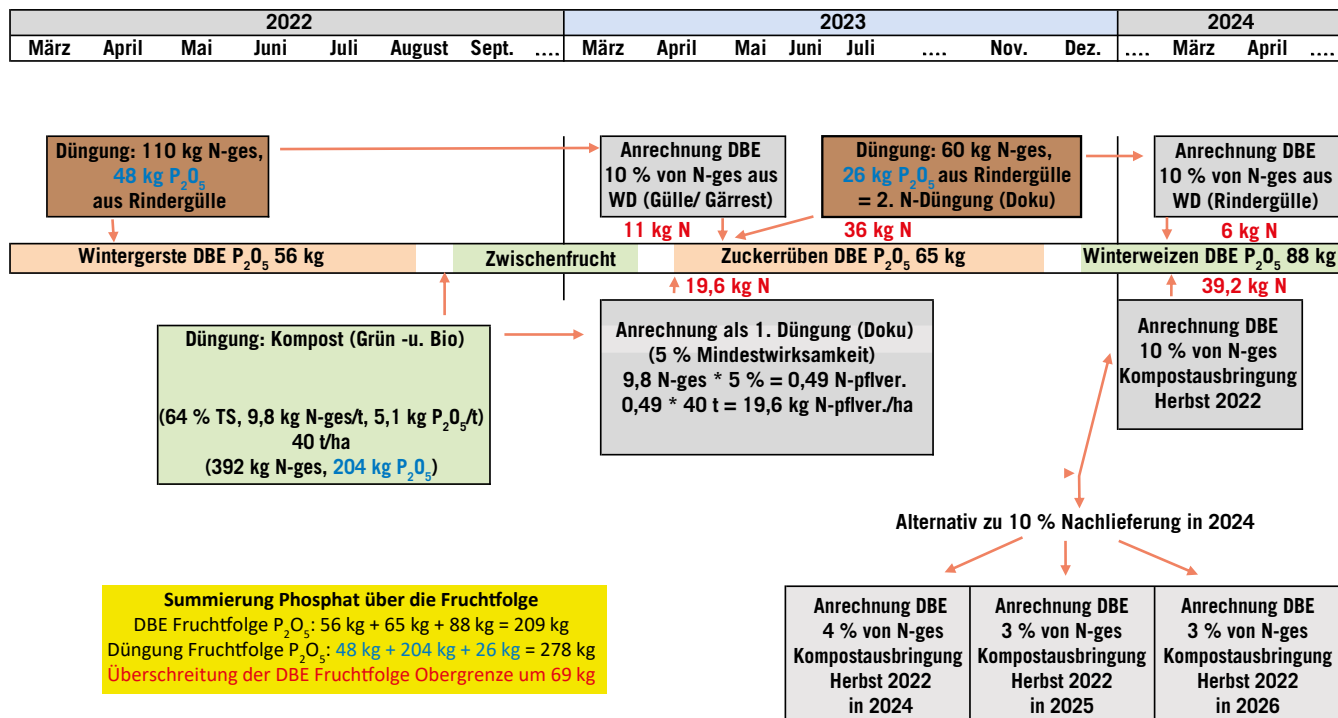 2022 2023 2024
März April Mai Juni Juli August Sept. .... März April Mai Juni Juli .... Nov. Dez. .... März April ....
Düngung: 110 kg N-ges,
48 kg P₂O₅
aus Rindergülle
Anrechnung DBE
10 % von N-ges aus
WD (Gülle/ Gärrest)
Düngung: 60 kg N-ges,
26 kg P₂O₅ aus Rindergülle
= 2. N-Düngung (Doku)
Anrechnung DBE
10 % von N-ges aus
WD (Rindergülle)
11 kg N 36 kg N 6 kg N
Wintergerste DBE P₂O₅ 56 kg Zwischenfrucht Zuckerrüben DBE P₂O₅ 65 kg Winterweizen DBE P₂O₅ 88 kg
19,6 kg N 39,2 kg N
Düngung: Kompost (Grün -u. Bio)
(64 % TS, 9,8 kg N-ges/t, 5,1 kg P₂O₅/t)
40 t/ha
(392 kg N-ges, 204 kg P₂O₅)
Anrechnung als 1. Düngung (Doku)
(5 % Mindestwirksamkeit)
9,8 N-ges * 5 % = 0,49 N-pflver.
0,49 * 40 t = 19,6 kg N-pflver./ha
Anrechnung DBE
10 % von N-ges
Kompostausbringung
Herbst 2022
Alternativ zu 10 % Nachlieferung in 2024
Summierung Phosphat über die Fruchtfolge
DBE Fruchtfolge P₂O₅: 56 kg + 65 kg + 88 kg = 209 kg
Düngung Fruchtfolge P₂O₅: 48 kg + 204 kg + 26 kg = 278 kg
Überschreitung der DBE Fruchtfolge Obergrenze um 69 kg
Anrechnung DBE
4 % von N-ges
Kompostausbringung
Herbst 2022
in 2024
Anrechnung DBE
3 % von N-ges
Kompostausbringung
Herbst 2022
in 2025
Anrechnung DBE
3 % von N-ges
Kompostausbringung
Herbst 2022
in 2026